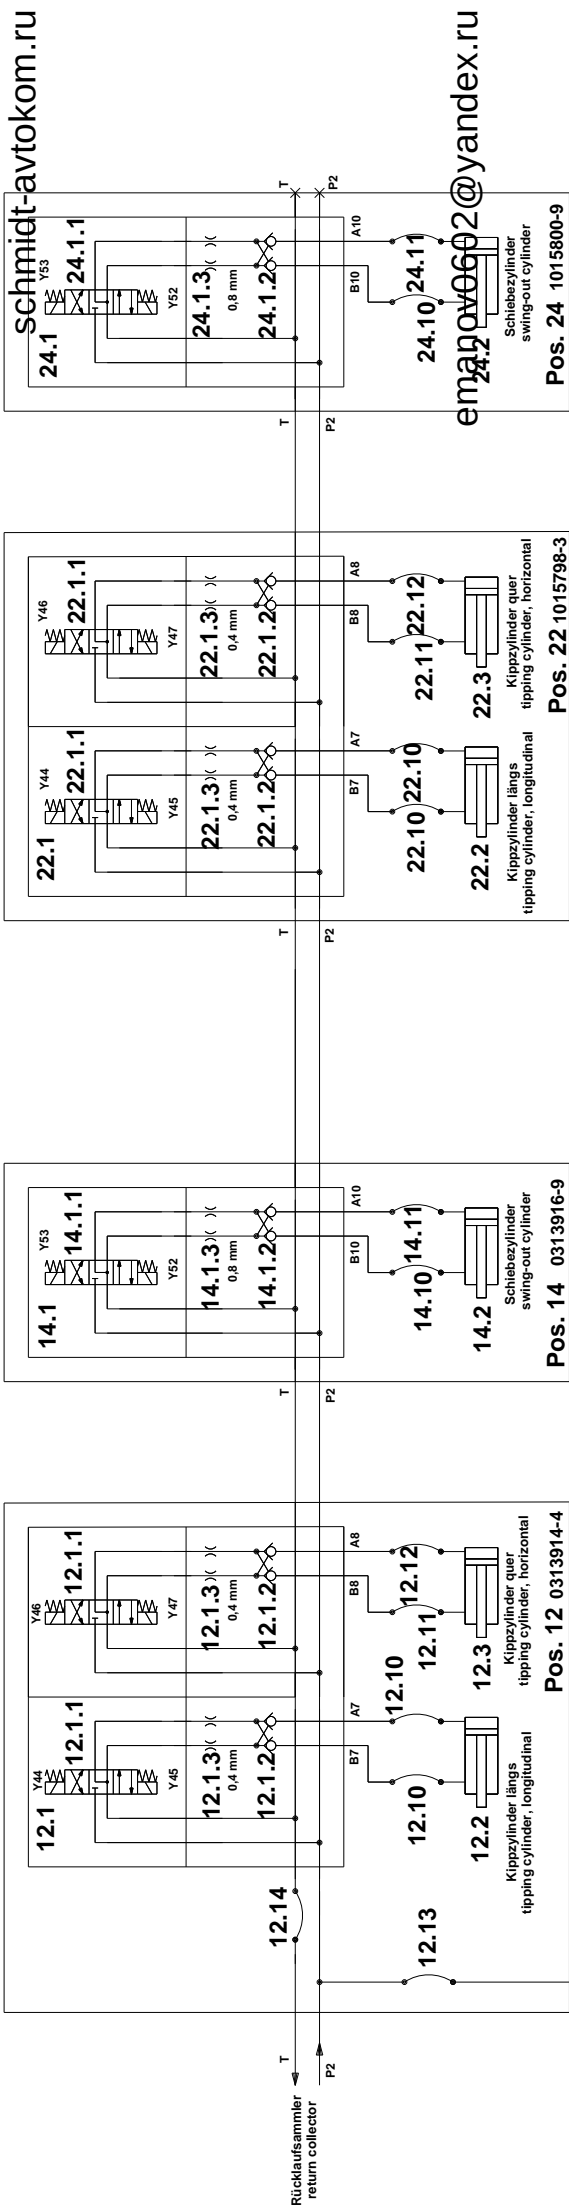 schmidt-avtokom.ru
emanov0602@yandex.ru
Rücklaufsammler
return collector
T
P2
12.14
12.13
12.1
Y44
12.1.1
Y45
12.1.3
0,4 mm
12.1.2
B7
A7
12.10
12.10
12.2
Kippzylinder längs
tipping cylinder, longitudinal
Y46
12.1.1
Y47
12.1.3
0,4 mm
12.1.2
B8
A8
12.11
12.12
12.3
Kippzylinder quer
tipping cylinder, horizontal
Pos. 12 0313914-4
T
P2
14.1
Y53
14.1.1
Y52
14.1.3
0,8 mm
14.1.2
B10
A10
14.10
14.11
14.2
Schiebezylinder
swing-out cylinder
Pos. 14 0313916-9
T
P2
22.1
Y44
22.1.1
Y45
22.1.3
0,4 mm
22.1.2
B7
A7
22.10
22.10
22.2
Kippzylinder längs
tipping cylinder, longitudinal
Y46
22.1.1
Y47
22.1.3
0,4 mm
22.1.2
B8
A8
22.11
22.12
22.3
Kippzylinder quer
tipping cylinder, horizontal
Pos. 22 1015798-3
T
P2
24.1
Y53
24.1.1
Y52
24.1.3
0,8 mm
24.1.2
B10
A10
24.10
24.11
24.2
Schiebezylinder
swing-out cylinder
Pos. 24 1015800-9
T
P2